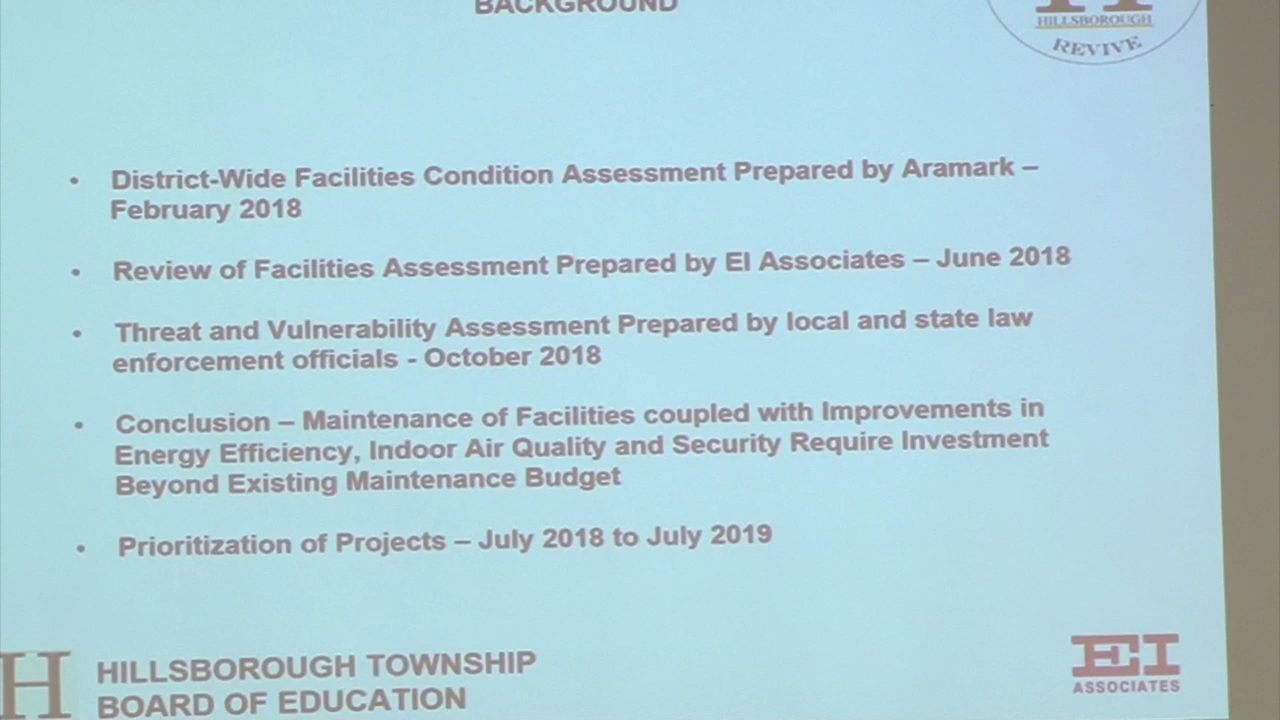 BACKGROUND
HILLSBOROUGH
REVIVE
• District-Wide Facilities Condition Assessment Prepared by Aramark –
February 2018
• Review of Facilities Assessment Prepared by EI Associates – June 2018
• Threat and Vulnerability Assessment Prepared by local and state law
enforcement officials - October 2018
• Conclusion – Maintenance of Facilities coupled with Improvements in
Energy Efficiency, Indoor Air Quality and Security Require Investment
Beyond Existing Maintenance Budget
• Prioritization of Projects – July 2018 to July 2019
H
HILLSBOROUGH TOWNSHIP
BOARD OF EDUCATION
EI
ASSOCIATES